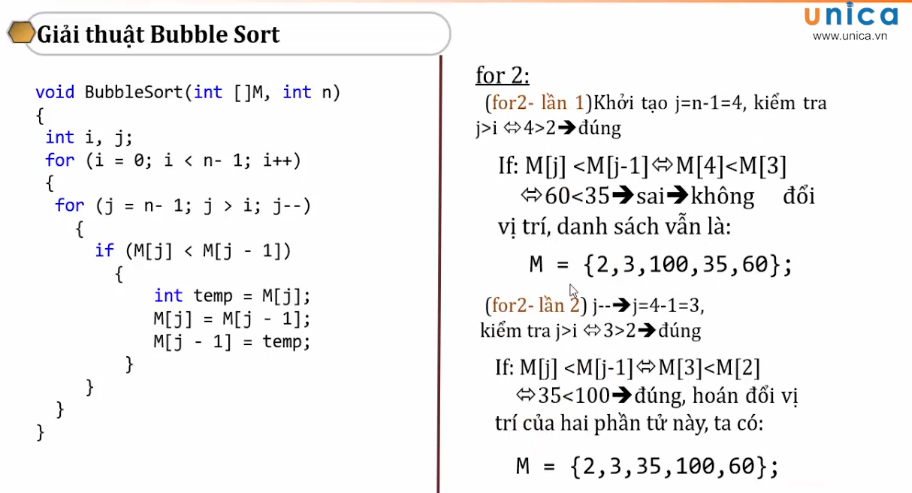 Giải thuật Bubble Sort
unica
www.unica.vn
void BubbleSort(int []M, int n)
{
int i, j;
for (i = 0; i < n- 1; i++)
{
for (j = n- 1; j > i; j--)
{
if (M[j] < M[j - 1])
{
int temp = M[j];
M[j] = M[j - 1];
M[j - 1] = temp;
}
}
}
}
for 2:
(for2- lần 1)Khởi tạo j=n-1=4, kiểm tra
j>i ⇔4>2➔đúng
If: M[j] <M[j-1]⇔M[4]<M[3]
⇔60<35➔sai➔không đổi
vị trí, danh sách vẫn là:
M = {2,3,100,35,60};
(for2- lần 2) j--➔j=4-1=3,
kiểm tra j>i ⇔3>2➔đúng
If: M[j] <M[j-1]⇔M[3]<M[2]
⇔35<100➔đúng, hoán đổi vị
trí của hai phần tử này, ta có:
M = {2,3,35,100,60};